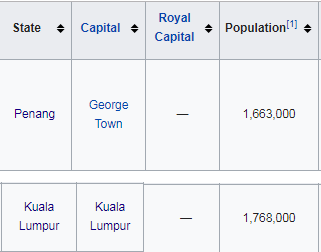 State
Capital
Royal
Capital
Population[1]
Penang
George
Town
—
1,663,000
Kuala
Lumpur
Kuala
Lumpur
—
1,768,000